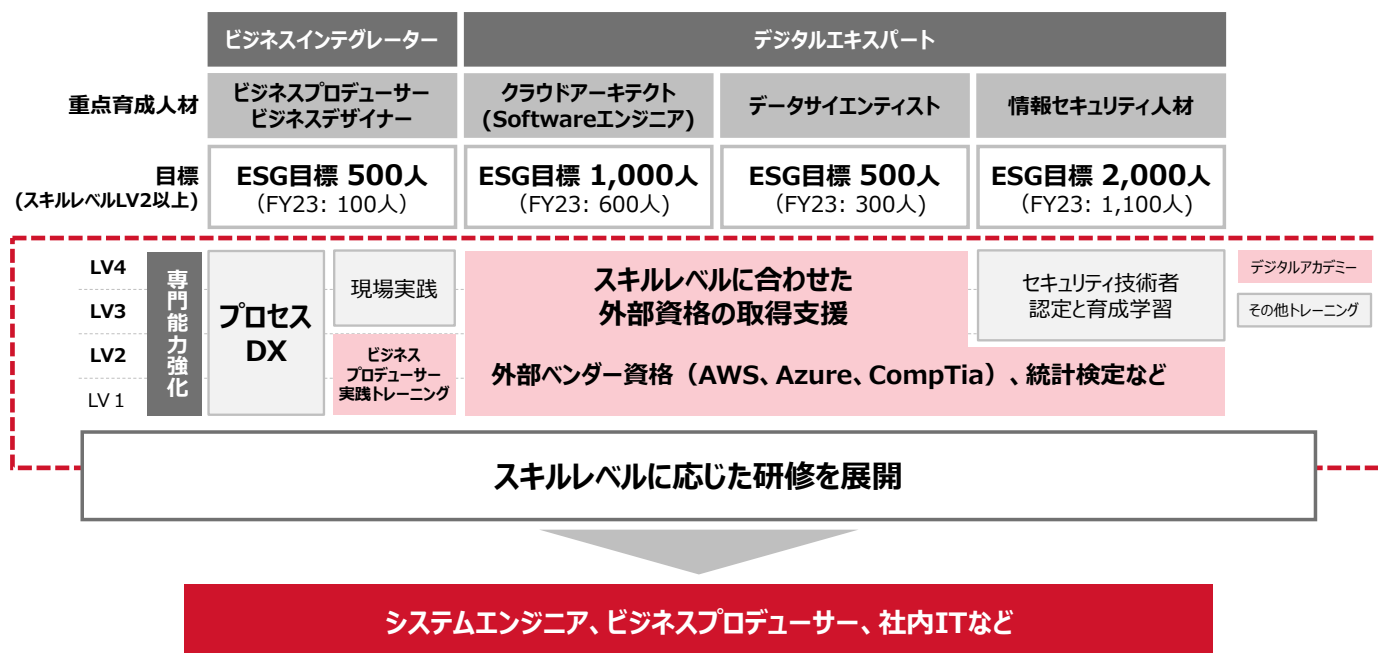 ビジネスインテグレーター
デジタルエキスパート
重点育成人材
ビジネスプロデューサー
ビジネスデザイナー
クラウドアーキテクト
(Softwareエンジニア)
データサイエンティスト
情報セキュリティ人材
目標
(スキルレベルLV2以上)
ESG目標 500人
(FY23: 100人)
ESG目標 1,000人
(FY23: 600人)
ESG目標 500人
(FY23: 300人)
ESG目標 2,000人
(FY23: 1,100人)
LV4
LV3
LV2
LV 1
専門能力強化
プロセス
DX
現場実践
ビジネス
プロデューサー
実践トレーニング
スキルレベルに合わせた
外部資格の取得支援
セキュリティ技術者
認定と育成学習
外部ベンダー資格（AWS、Azure、CompTia）、統計検定など
デジタルアカデミー
その他トレーニング
スキルレベルに応じた研修を展開
システムエンジニア、ビジネスプロデューサー、社内ITなど